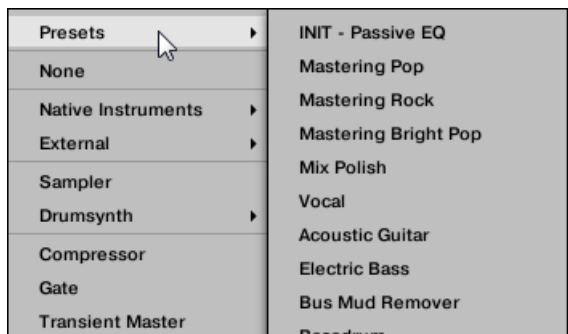 Presets
None
Native Instruments
External
Sampler
Drumsynth
Compressor
Gate
Transient Master
INIT - Passive EQ
Mastering Pop
Mastering Rock
Mastering Bright Pop
Mix Polish
Vocal
Acoustic Guitar
Electric Bass
Bus Mud Remover